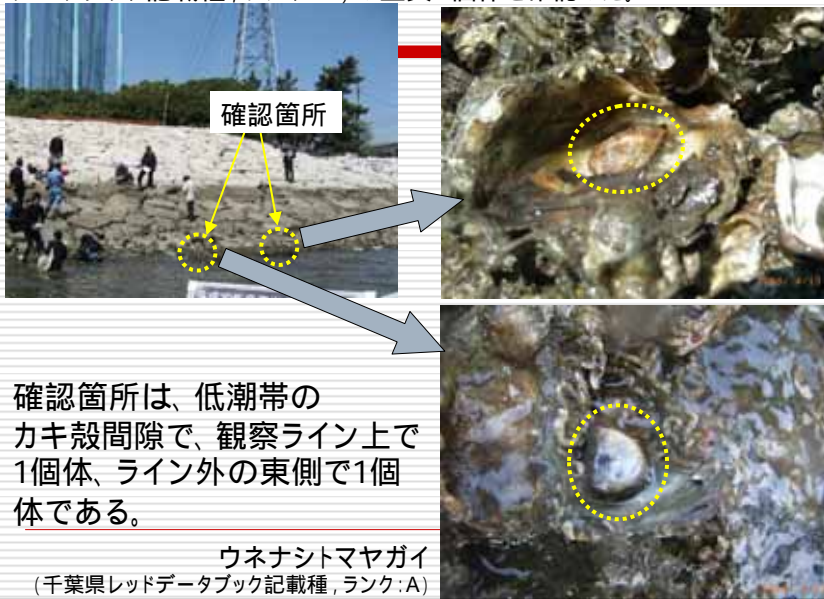 確認箇所
確認箇所は、低潮帯の
カキ殻間隙で、観察ライン上で
1個体、ライン外の東側で1個
体である。
ウネナシトマヤガイ
(千葉県レッドデータブック記載種,ランク:A)